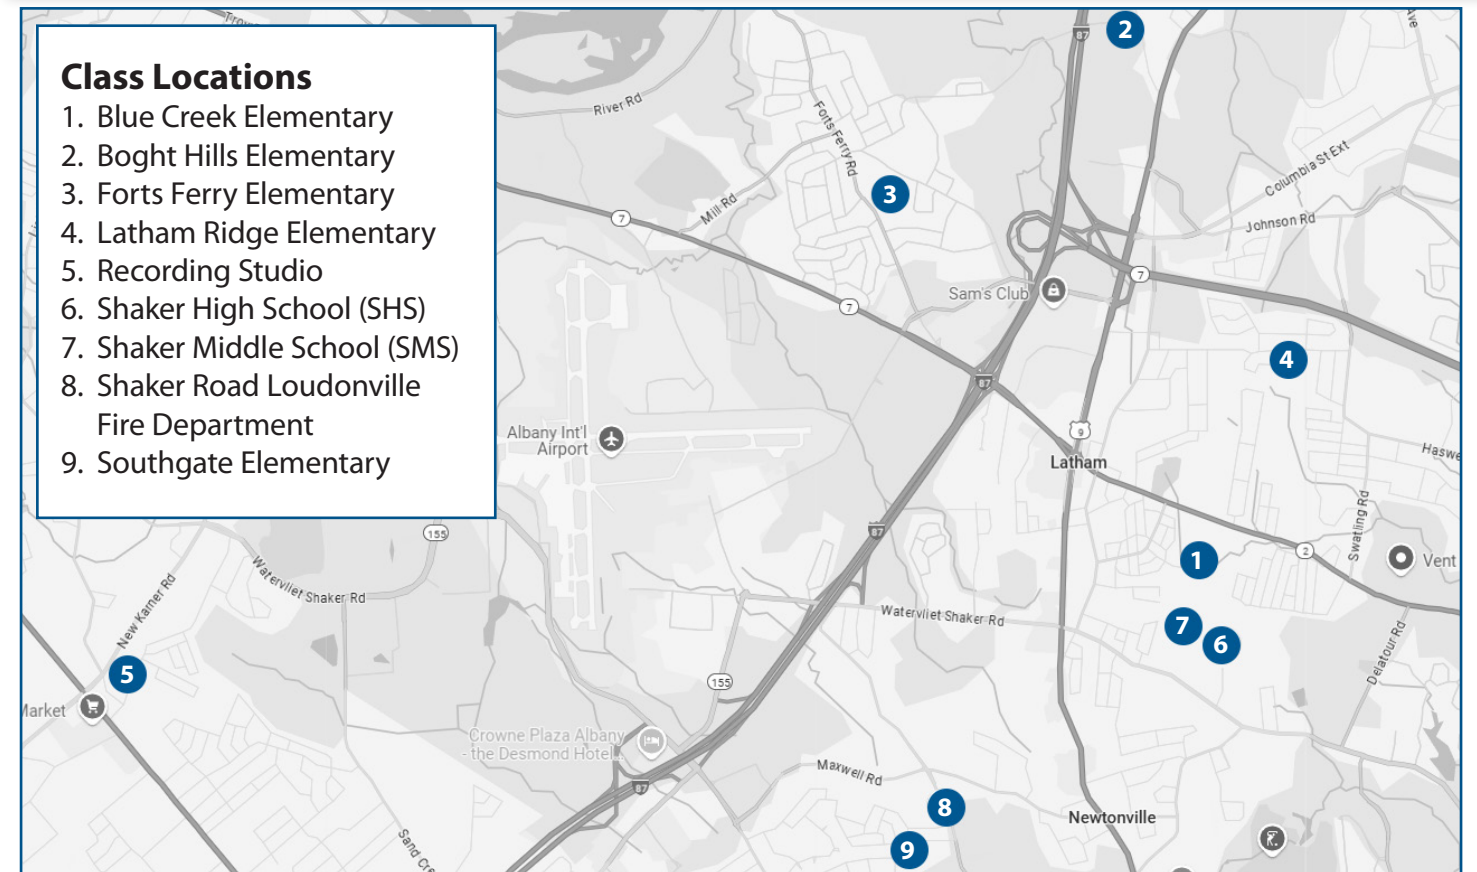 Class Locations
1. Blue Creek Elementary
2. Boght Hills Elementary
3. Forts Ferry Elementary
4. Latham Ridge Elementary
5. Recording Studio
6. Shaker High School (SHS)
7. Shaker Middle School (SMS)
8. Shaker Road Loudonville
Fire Department
9. Southgate Elementary
87
2
Ave
River Rd
Forts Ferry Rd
Columbia St Ext
3
Mill Rd
7
Johnson Rd
7
Sam's Club
7
4
87
9
Albany Int'l
Airport
Latham
Swatling Rd
155
87
2
1
Vent
Watervliet Shaker Rd
New Karner Rd
Watervliet Shaker Rd
7
6
Delatour Rd
5
155
Market
Crowne Plaza Albany
- the Desmond Hotel...
Maxwell Rd
87
8
Newtonville
Sand
9